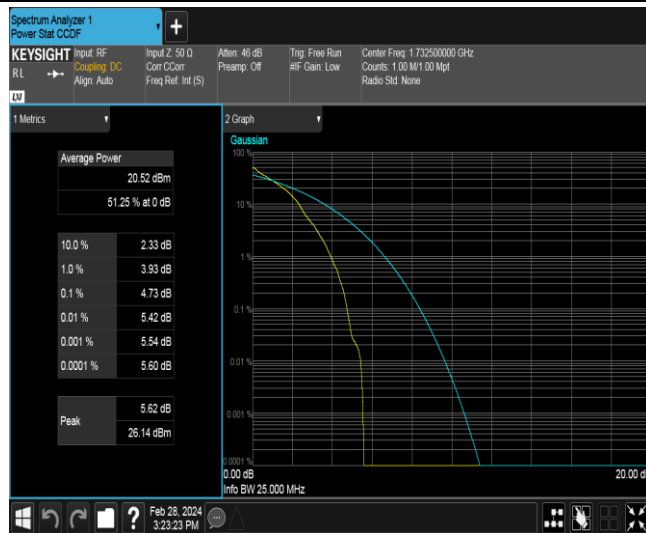 Spectrum Analyzer 1
Power Stat CCDF
+
KEYSIGHT
RL
Input: RF
Coupling: DC
Align: Auto
Input Z: 50 Ω
Corr CCorr
Freq Ref: Int (S)
Atten: 46 dB
Preamp: Off
Trig: Free Run
#IF Gain: Low
Center Freq: 1.732500000 GHz
Counts: 1.00 M/1.00 Mpt
Radio Std: None
LXI
1 Metrics
Average Power
20.52 dBm
51.25 % at 0 dB
10.0 % 2.33 dB
1.0 % 3.93 dB
0.1 % 4.73 dB
0.01 % 5.42 dB
0.001 % 5.54 dB
0.0001 % 5.60 dB
Peak
5.62 dB
26.14 dBm
2 Graph
Gaussian
100 %
10 %
1 %
0.1 %
0.01 %
0.001 %
0.0001 %
0.00 dB
20.00 d
Info BW 25.000 MHz
?
Feb 28, 2024
3:23:23 PM